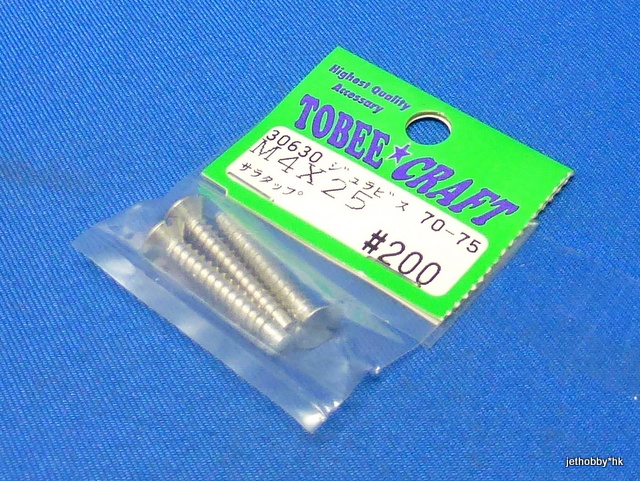 Highest Quality
Accessary
TOBEE★CRAFT
30630 ジュラビス 70-75
M4X25
サラタップ
#200
jethobby*hk